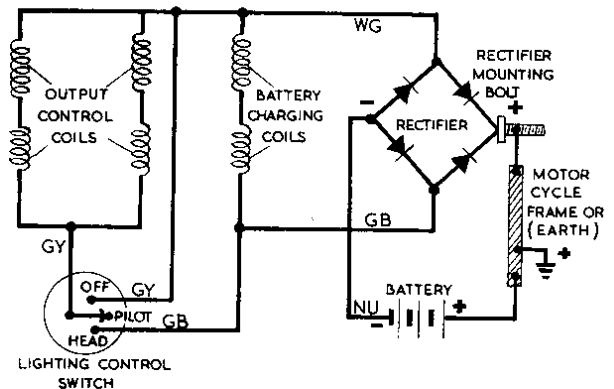 WG
RECTIFIER
MOUNTING
BOLT
+
OUTPUT
CONTROL
COILS
BATTERY
CHARGING
COILS
-
RECTIFIER
MOTOR
CYCLE
FRAME OR
(EARTH)
+
GY
GB
OFF
GY
PILOT
GB
HEAD
NU
-
BATTERY
+
LIGHTING CONTROL
SWITCH